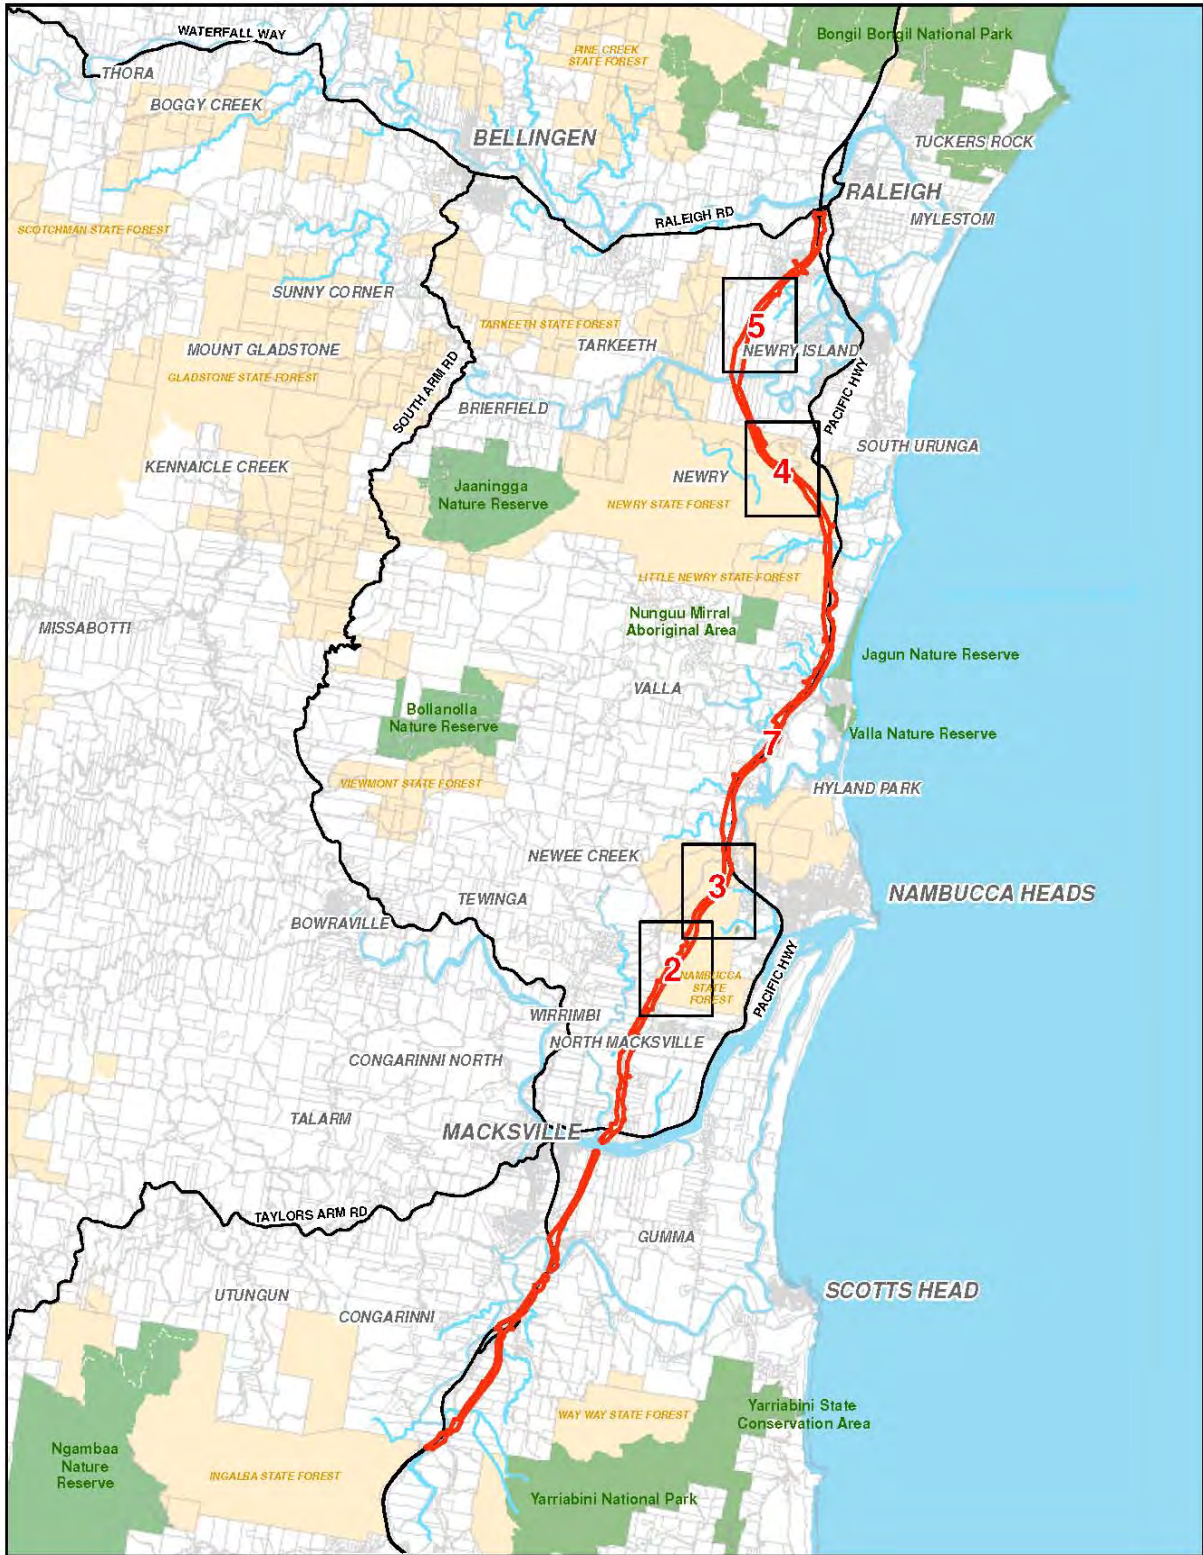 WATERFALL WAY
Bongil Bongil National Park
PINE CREEK
STATE FOREST
THORA
BOGGY CREEK
BELLINGEN
TUCKERS ROCK
RALEIGH
RALEIGH RD
MYLESTOM
SCOTCHMAN STATE FOREST
SUNNY CORNER
TARKEETH STATE FOREST
5
TARKEETH
NEWRY ISLAND
MOUNT GLADSTONE
GLADSTONE STATE FOREST
SOUTH ARM RD
PACIFIC HWY
BRIERFIELD
SOUTH URUNGA
KENNAICLE CREEK
NEWRY
4
Jaaningga
Nature Reserve
NEWRY STATE FOREST
LITTLE NEWRY STATE FOREST
Nunguu Mirral
Aboriginal Area
MISSABOTTI
Jagun Nature Reserve
VALLA
Bollanolla
Nature Reserve
Valla Nature Reserve
7
VIEWMONT STATE FOREST
HYLAND PARK
NEWEE CREEK
3
NAMBUCCA HEADS
TEWINGA
BOWRAVILLE
2
NAMBUCCA
STATE
FOREST
PACIFIC HWY
WIRRIMBI
NORTH MACKSVILLE
CONGARINNI NORTH
TALARM
MACKSVILLE
TAYLORS ARM RD
GUMMA
UTUNGUN
SCOTTS HEAD
CONGARINNI
Yarriabini State
Conservation Area
WAY WAY STATE FOREST
Ngambaa
Nature
Reserve
INGALBA STATE FOREST
Yarriabini National Park